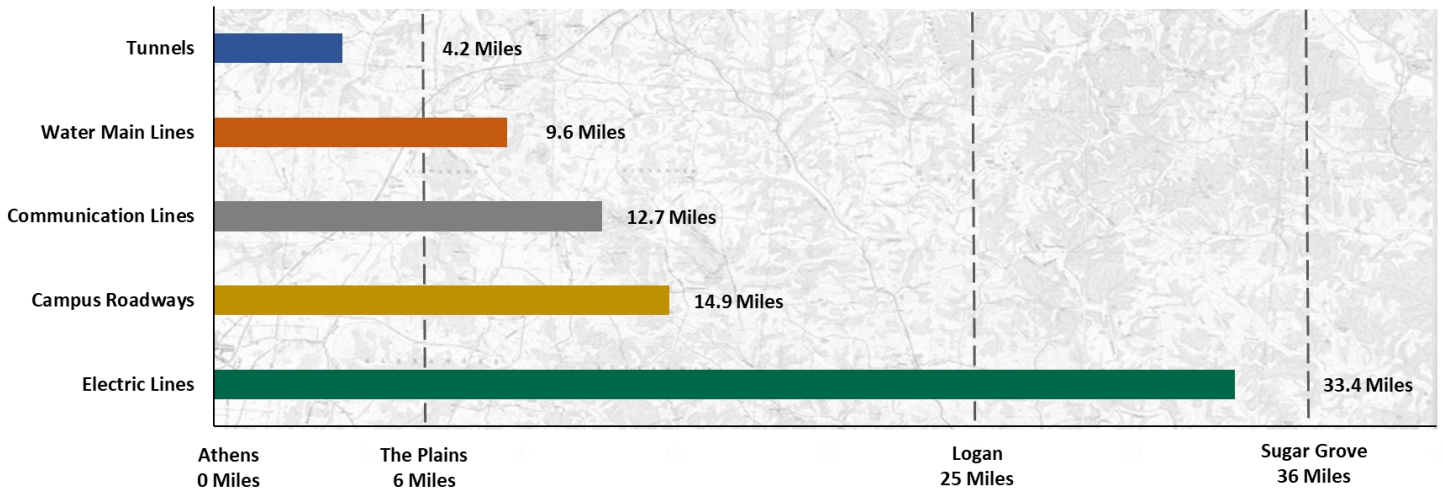 Tunnels
4.2 Miles
Water Main Lines
9.6 Miles
Communication Lines
12.7 Miles
Campus Roadways
14.9 Miles
Electric Lines
33.4 Miles
Athens
0 Miles
The Plains
6 Miles
Logan
25 Miles
Sugar Grove
36 Miles